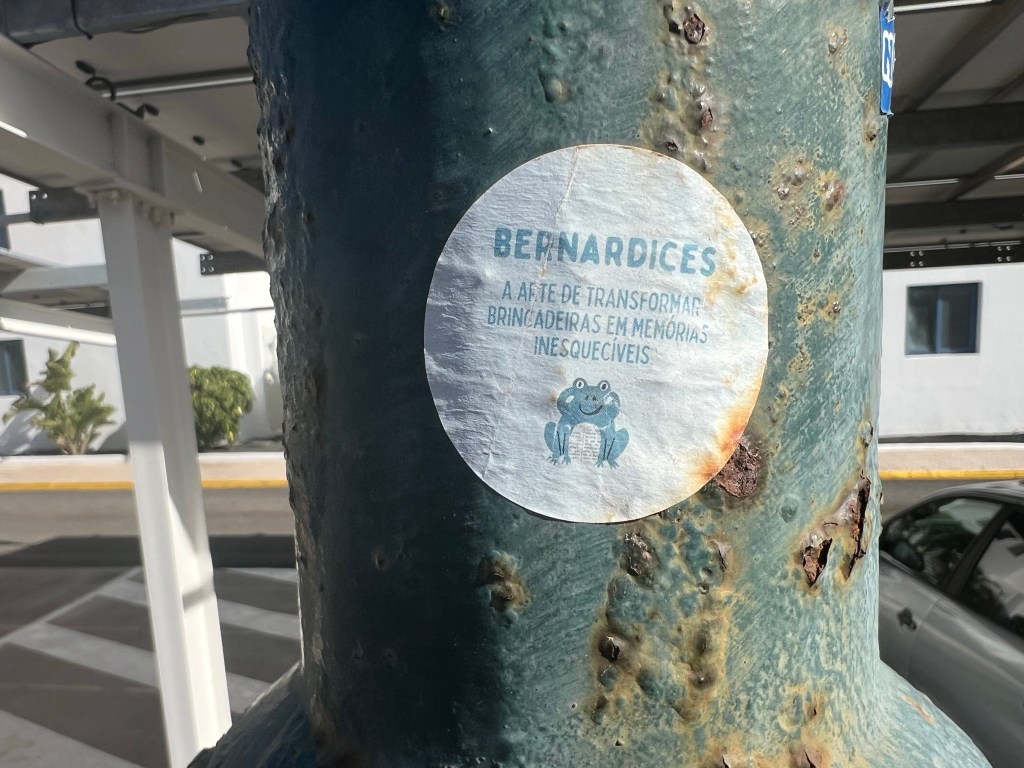 BERNARDICES
A ARTE DE TRANSFORMAR
BRINCADEIRAS EM MEMÓRIAS
INESQUECÍVEIS